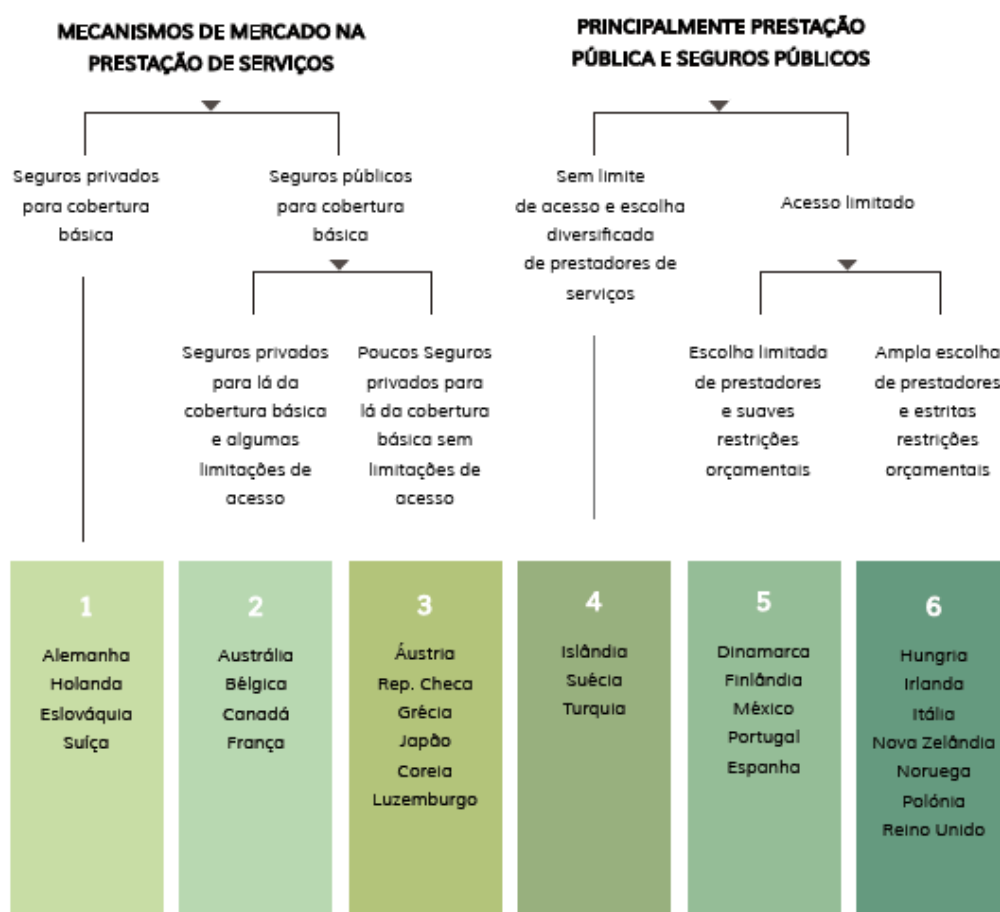 MECANISMOS DE MERCADO NA
PRESTAÇÃO DE SERVIÇOS
PRINCIPALMENTE PRESTAÇÃO
PÚBLICA E SEGUROS PÚBLICOS
Seguros privados
para cobertura
básica
Seguros públicos
para cobertura
básica
Sem limite
de acesso e escolha
diversificada
de prestadores de
serviços
Acesso limitado
Seguros privados
para lá da
cobertura básica
e algumas
limitações de
acesso
Poucos Seguros
privados para
lá da cobertura
básica sem
limitações de
acesso
Escolha limitada
de prestadores
e suaves
restrições
orçamentais
Ampla escolha
de prestadores
e estritas
restrições
orçamentais
1
Alemanha
Holanda
Eslováquia
Suíça
2
Austrália
Bélgica
Canadá
França
3
Áustria
Rep. Checa
Grécia
Japão
Coreia
Luxemburgo
4
Islândia
Suécia
Turquia
5
Dinamarca
Finlândia
México
Portugal
Espanha
6
Hungria
Irlanda
Itália
Nova Zelândia
Noruega
Polónia
Reino Unido